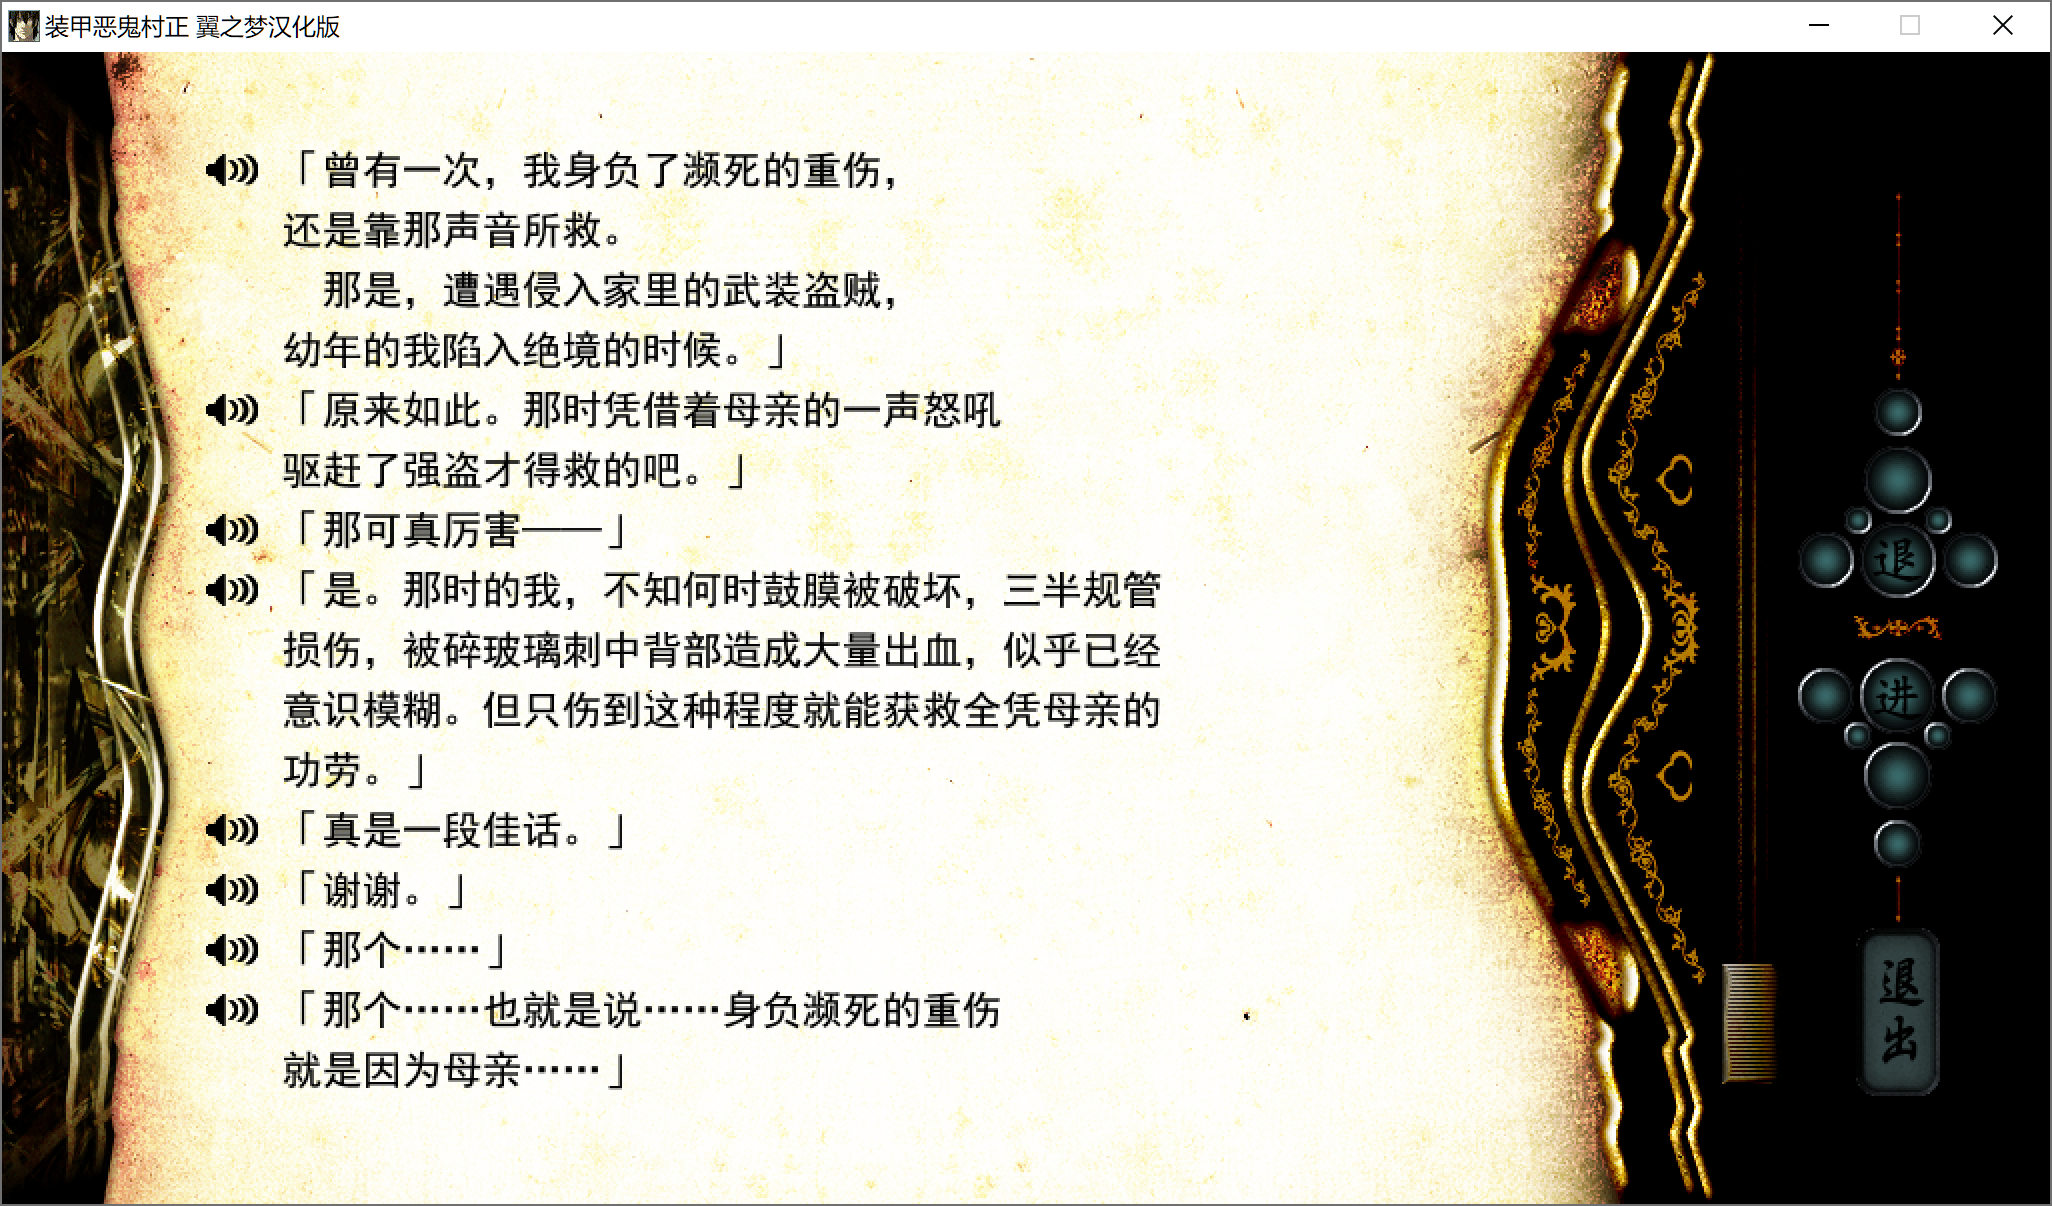 装甲恶鬼村正 翼之梦汉化版
「曾有一次，我身负了濒死的重伤，
还是靠那声音所救。
　那是，遭遇侵入家里的武装盗贼，
幼年的我陷入绝境的时候。」
「原来如此。那时凭借着母亲的一声怒吼
驱赶了强盗才得救的吧。」
「那可真厉害——」
「是。那时的我，不知何时鼓膜被破坏，三半规管
损伤，被碎玻璃刺中背部造成大量出血，似乎已经
意识模糊。但只伤到这种程度就能获救全凭母亲的
功劳。」
「真是一段佳话。」
「谢谢。」
「那个……」
「那个……也就是说……身负濒死的重伤
就是因为母亲……」
退
进
退出